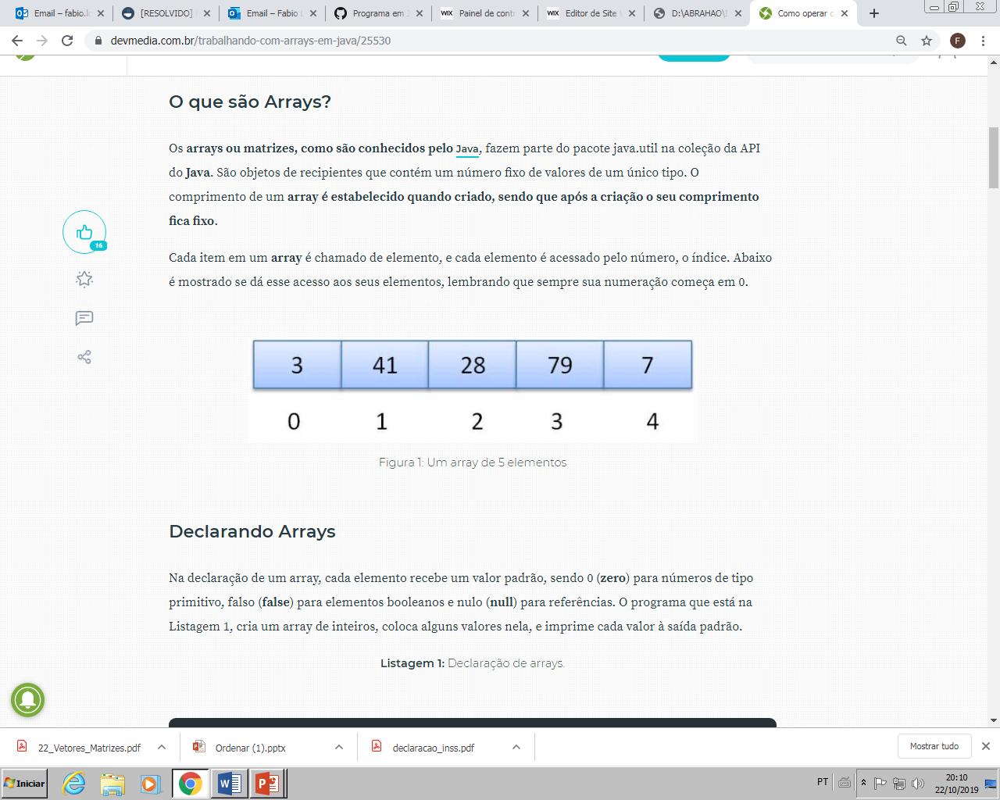 Email – fabio.lo
[RESOLVIDO]
Email – Fabio
Programa em
WIX Painel de contr
WIX Editor de Site
D:\ABRAHAO\
Como operar c
devmedia.com.br/trabalhando-com-arrays-em-java/25530
F
O que são Arrays?
Os arrays ou matrizes, como são conhecidos pelo Java, fazem parte do pacote java.util na coleção da API
do Java. São objetos de recipientes que contém um número fixo de valores de um único tipo. O
comprimento de um array é estabelecido quando criado, sendo que após a criação o seu comprimento
fica fixo.
16
Cada item em um array é chamado de elemento, e cada elemento é acessado pelo número, o índice. Abaixo
é mostrado se dá esse acesso aos seus elementos, lembrando que sempre sua numeração começa em 0.
3 41 28 79 7
0 1 2 3 4
Figura 1: Um array de 5 elementos
Declarando Arrays
Na declaração de um array, cada elemento recebe um valor padrão, sendo 0 (zero) para números de tipo
primitivo, falso (false) para elementos booleanos e nulo (null) para referências. O programa que está na
Listagem 1, cria um array de inteiros, coloca alguns valores nela, e imprime cada valor à saída padrão.
Listagem 1: Declaração de arrays.
22_Vetores_Matrizes.pdf
Ordenar (1).pptx
declaracao_inss.pdf
Mostrar tudo
Iniciar
PT
20:10
22/10/2019